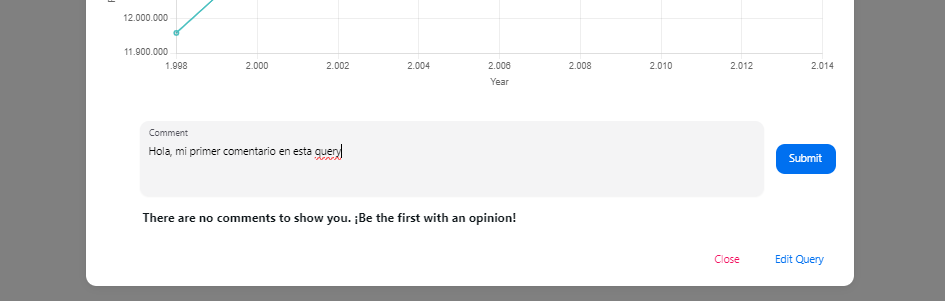 12.000.000
11.900.000
1.998 2.000 2.002 2.004 2.006 2.008 2.010 2.012 2.014
Year
Comment
Hola, mi primer comentario en esta query
Submit
There are no comments to show you. ¡Be the first with an opinion!
Close Edit Query